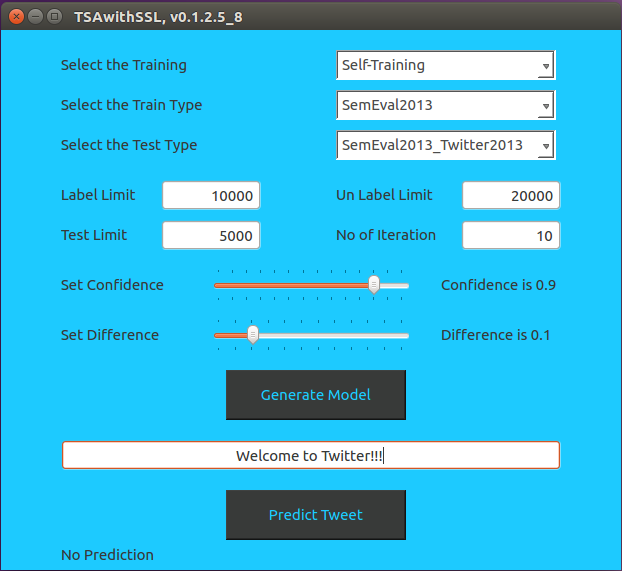 TSAwithSSL, v0.1.2.5_8
Select the Training Self-Training
Select the Train Type SemEval2013
Select the Test Type SemEval2013_Twitter2013
Label Limit 10000 Un Label Limit 20000
Test Limit 5000 No of Iteration 10
Set Confidence Confidence is 0.9
Set Difference Difference is 0.1
Generate Model
Welcome to Twitter!!!
Predict Tweet
No Prediction